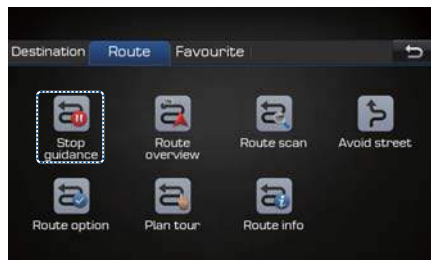 Destination Route Favourite
Stop guidance
Route overview
Route scan
Avoid street
Route option
Plan tour
Route info